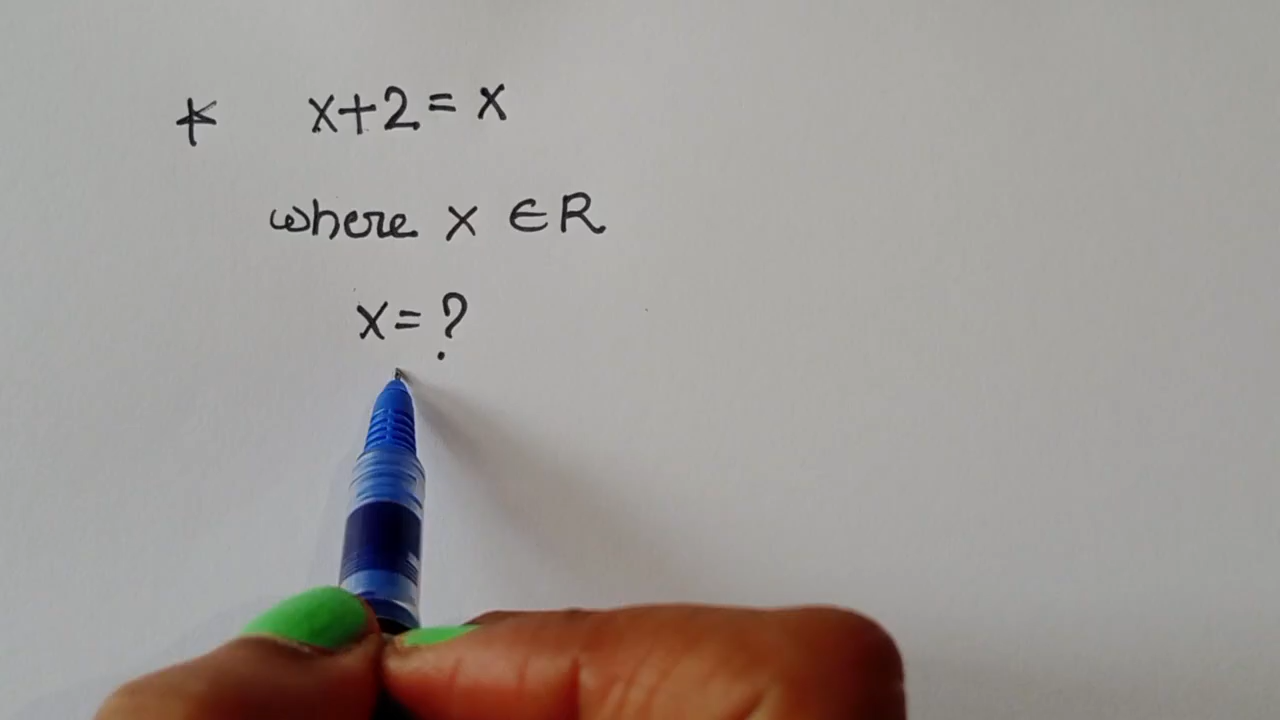 * x+2=x
where x ∈R
x=?